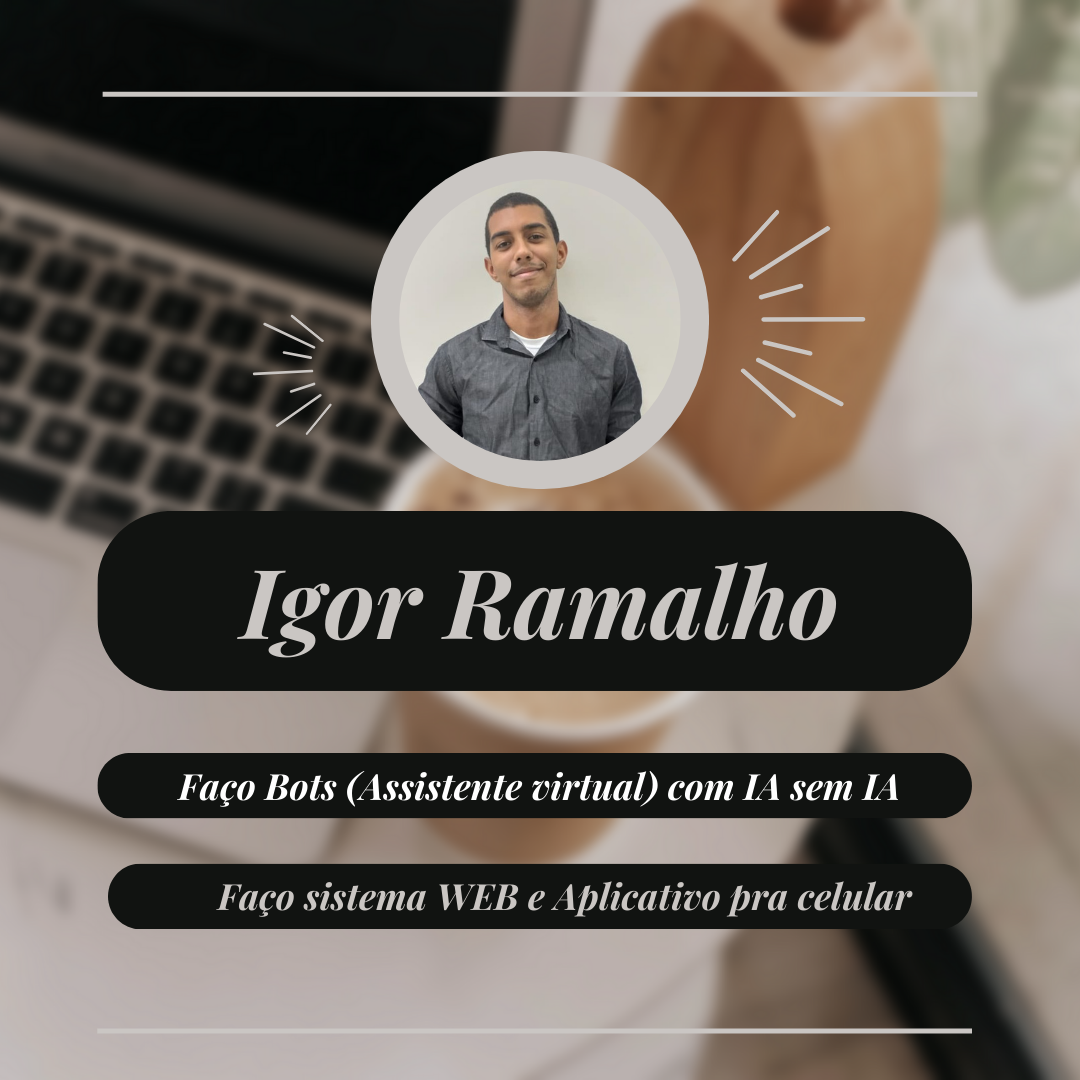 Igor Ramalho
Faço Bots (Assistente virtual) com IA sem IA
Faço sistema WEB e Aplicativo pra celular